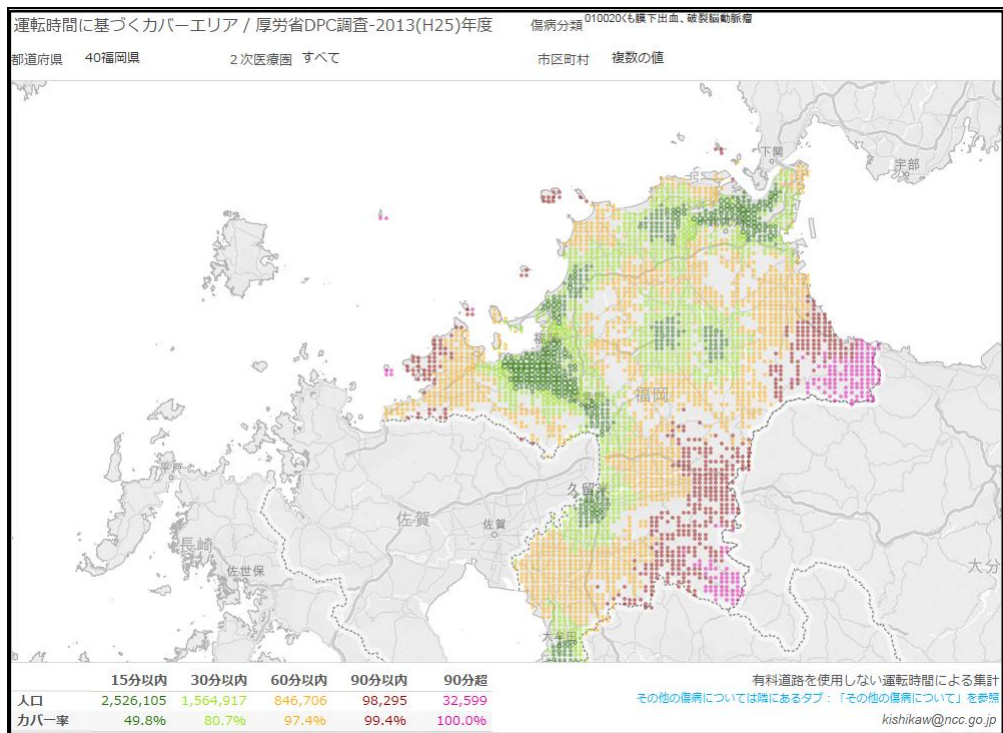 運転時間に基づくカバーエリア / 厚労省DPC調査-2013(H25)年度
傷病分類 010020くも膜下出血、破裂脳動脈瘤
都道府県 40福岡県 2次医療圏 すべて 市区町村 複数の値
下関
宇部
福岡
久留米
佐賀
佐賀
平戸
長崎
佐世保
大分
大牟田
15分以内 30分以内 60分以内 90分以内 90分超
人口 2,526,105 1,564,917 846,706 98,295 32,599
カバー率 49.8% 80.7% 97.4% 99.4% 100.0%
有料道路を使用しない運転時間による集計
その他の傷病については隣にあるタブ：「その他の傷病について」を参照
kishikaw@ncc.go.jp